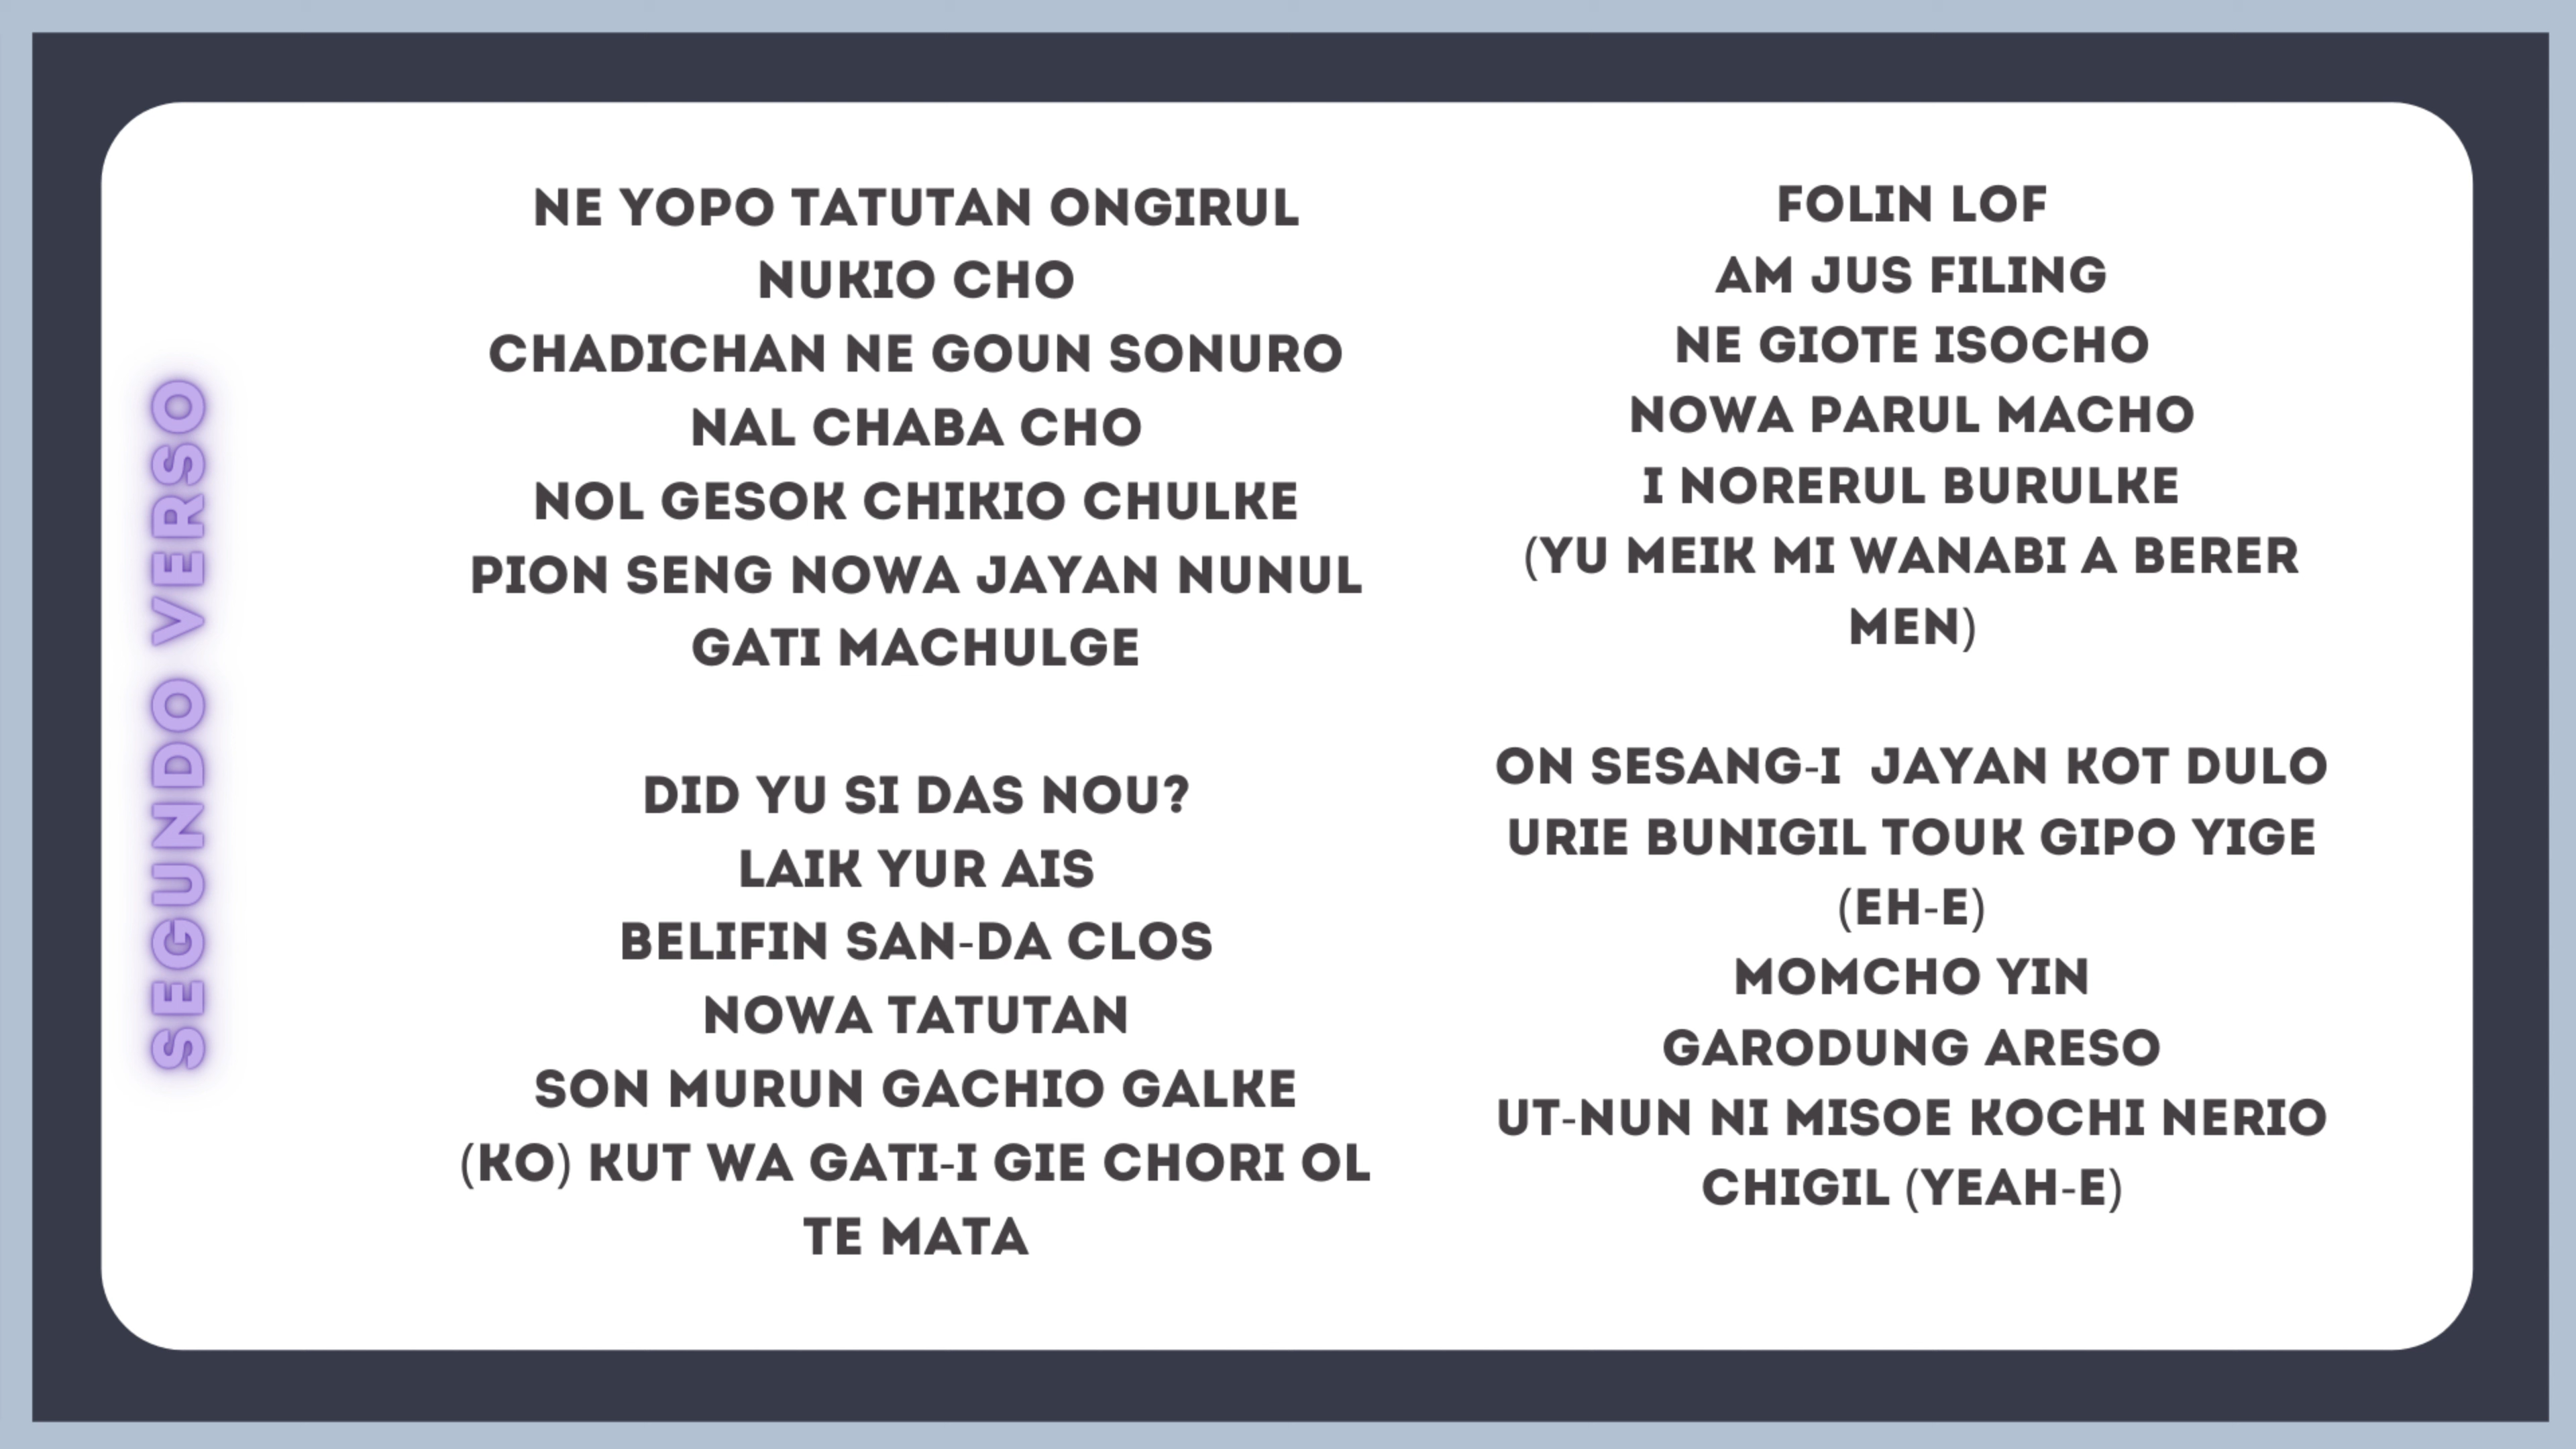 SEGUNDO VERSO
NE YOPO TATUTAN ONGIRUL
NUKIO CHO
CHADICHAN NE GOUN SONURO
NAL CHABA CHO
NOL GESOK CHIKIO CHULKE
PION SENG NOWA JAYAN NUNUL
GATI MACHULGE
DID YU SI DAS NOU?
LAIK YUR AIS
BELIFIN SAN-DA CLOS
NOWA TATUTAN
SON MURUN GACHIO GALKE
(KO) KUT WA GATI-I GIE CHORI OL
TE MATA
FOLIN LOF
AM JUS FILING
NE GIOTE ISOCHO
NOWA PARUL MACHO
I NORERUL BURULKE
(YU MEIK MI WANABI A BERER
MEN)
ON SESANG-I JAYAN KOT DULO
URIE BUNIGIL TOUK GIPO YIGE
(EH-E)
MOMCHO YIN
GARODUNG ARESO
UT-NUN NI MISOE KOCHI NERIO
CHIGIL (YEAH-E)